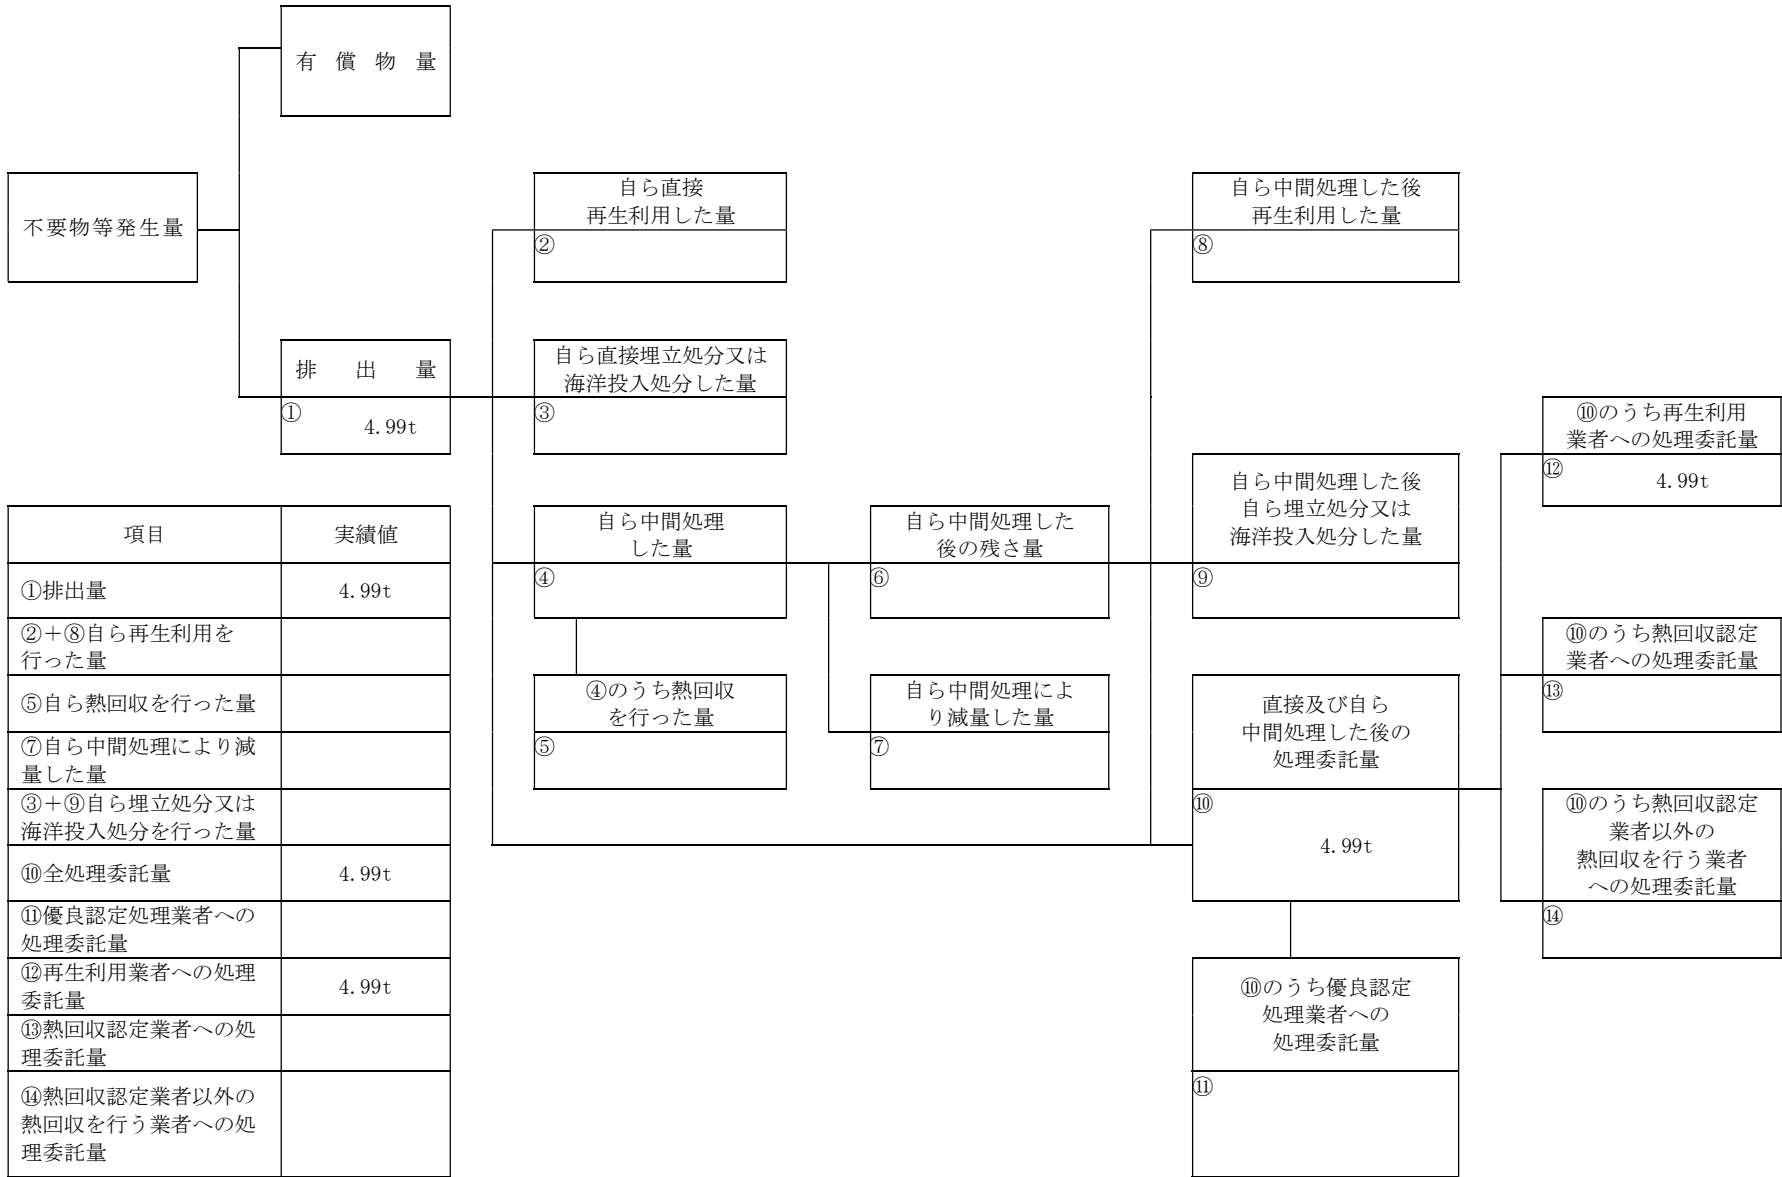 有償物量
不要物等発生量
自ら直接
再生利用した量
②
自ら中間処理した後
再生利用した量
⑧
排出量
①
4.99t
自ら直接埋立処分又は
海洋投入処分した量
③
⑩のうち再生利用
業者への処理委託量
⑫
4.99t
自ら中間処理した後
自ら埋立処分又は
海洋投入処分した量
⑨
自ら中間処理
した量
④
自ら中間処理した
後の残さ量
⑥
⑩のうち熱回収認定
業者への処理委託量
⑬
④のうち熱回収
を行った量
⑤
自ら中間処理によ
り減量した量
⑦
直接及び自ら
中間処理した後の
処理委託量
⑩
4.99t
⑩のうち熱回収認定
業者以外の
熱回収を行う業者
への処理委託量
⑭
⑩のうち優良認定
処理業者への
処理委託量
⑪
項目 実績値
①排出量 4.99t
②＋⑧自ら再生利用を
行った量
⑤自ら熱回収を行った量
⑦自ら中間処理により減
量した量
③＋⑨自ら埋立処分又は
海洋投入処分を行った量
⑩全処理委託量 4.99t
⑪優良認定処理業者への
処理委託量
⑫再生利用業者への処理
委託量 4.99t
⑬熱回収認定業者への処
理委託量
⑭熱回収認定業者以外の
熱回収を行う業者への処
理委託量